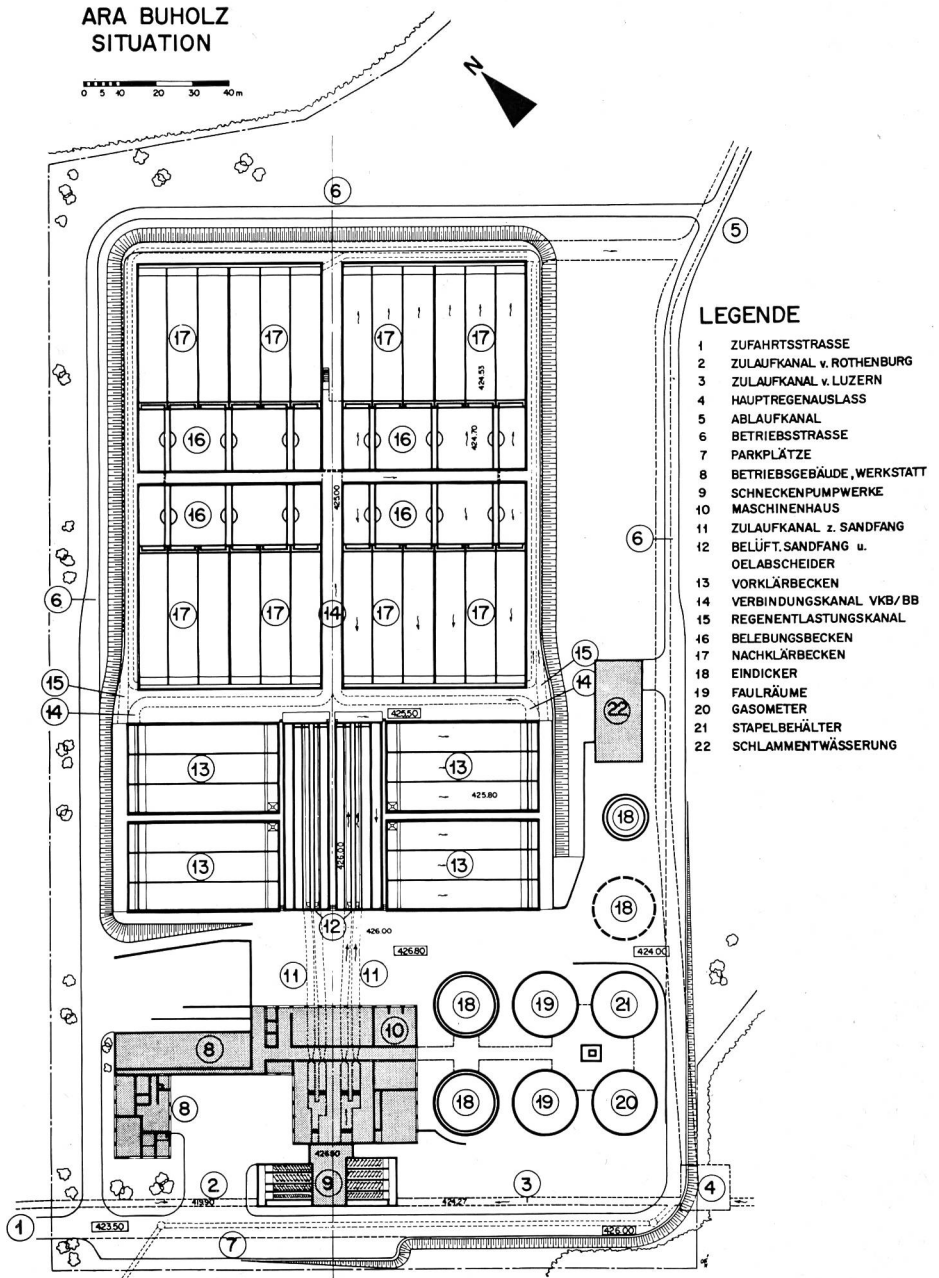 ARA BUHOLZ
SITUATION
0 5 10 20 30 40 m
N
6
5
17 17 17 17
424.53
16 16
424.70
425.00
16 16
6
6
17 17 14 17 17
15 15
14 14
425.50
22
13 13
425.80
18
13 13
426.00
18
12
426.00
426.80
424.00
11 11
18 19 21
10
8
18 19 20
8
426.80
9
2
419.90
424.27
3
4
1
423.50
426.00
7
LEGENDE
1 ZUFAHRTSSTRASSE
2 ZULAUFKANAL v. ROTHENBURG
3 ZULAUFKANAL v. LUZERN
4 HAUPTREGENAUSLASS
5 ABLAUFKANAL
6 BETRIEBSSTRASSE
7 PARKPLÄTZE
8 BETRIEBSGEBÄUDE, WERKSTATT
9 SCHNECKENPUMPWERKE
10 MASCHINENHAUS
11 ZULAUFKANAL z. SANDFANG
12 BELÜFT. SANDFANG u.
OELABSCHEIDER
13 VORKLÄRBECKEN
14 VERBINDUNGSKANAL VKB/BB
15 REGENENTLASTUNGSKANAL
16 BELEBUNGSBECKEN
17 NACHKLÄRBECKEN
18 EINDICKER
19 FAULRÄUME
20 GASOMETER
21 STAPELBEHÄLTER
22 SCHLAMMENTWÄSSERUNG